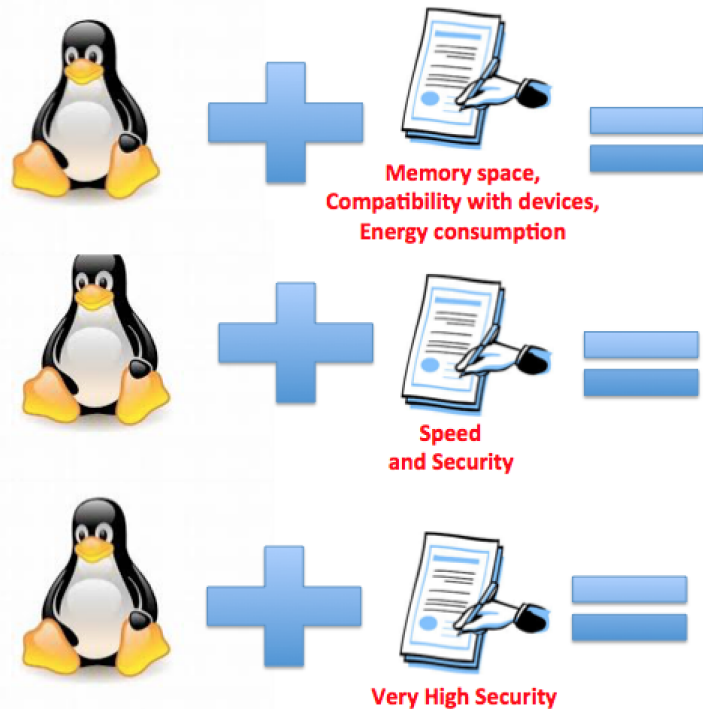 Memory space,
Compatibility with devices,
Energy consumption
Speed
and Security
Very High Security